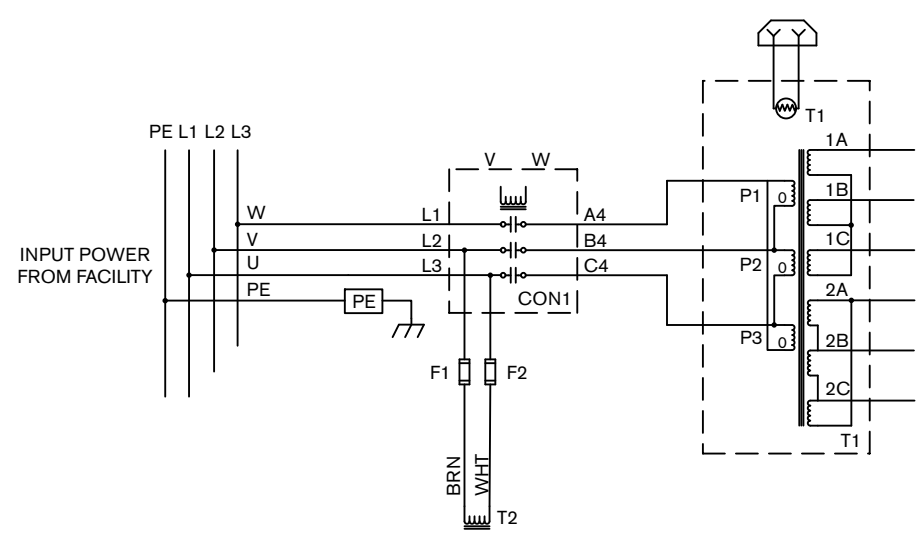 T1
PE L1 L2 L3
1A
V W
W
L1
A4
P1
0
1B
INPUT POWER
FROM FACILITY
V
L2
B4
1C
U
L3
C4
P2
0
PE
PE
CON1
2A
P3
0
2B
F1
F2
2C
T1
BRN
WHT
T2